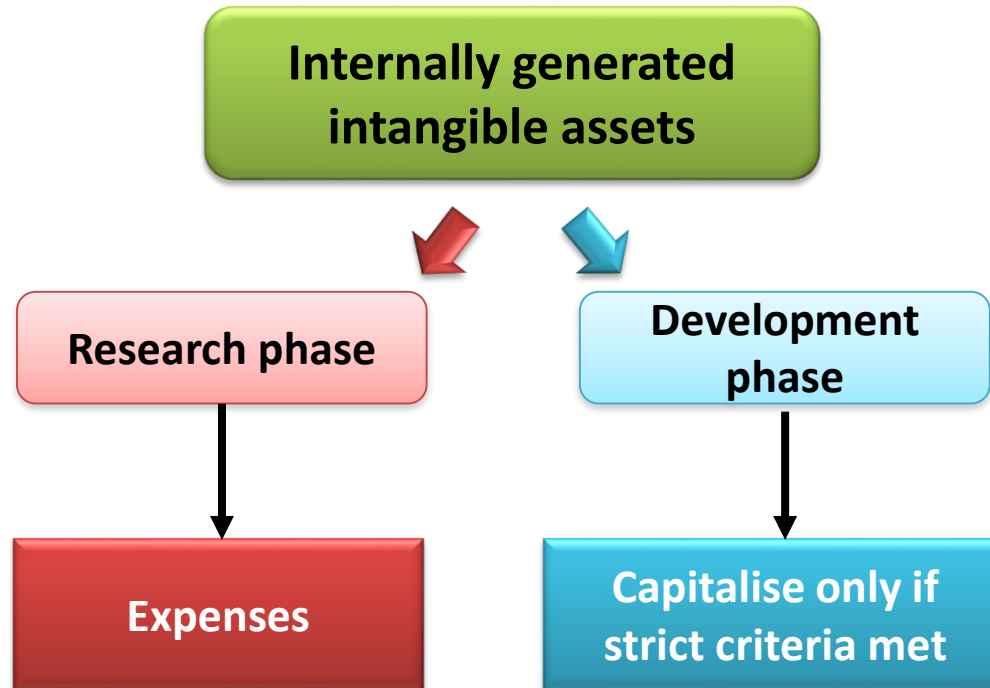 Internally generated
intangible assets
Research phase
Development
phase
Expenses
Capitalise only if
strict criteria met